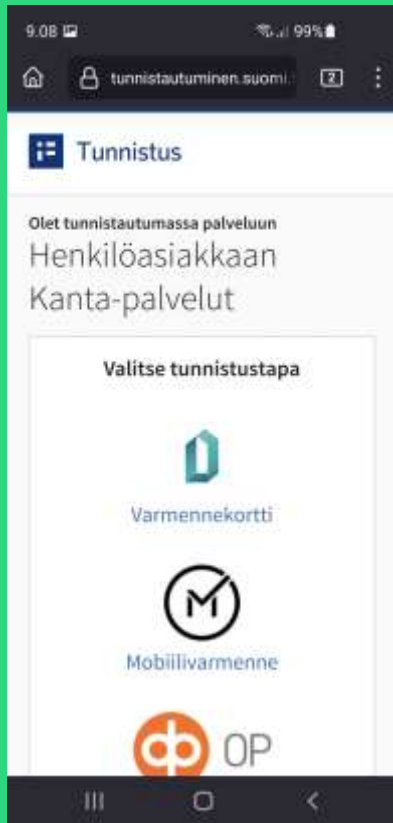 9.08 99%
tunnistautuminen.suomi. 2
Tunnistus
Olet tunnistautumassa palveluun
Henkilöasiakkaan
Kanta-palvelut
Valitse tunnistustapa
Varmennekortti
Mobiilivarmenne
OP